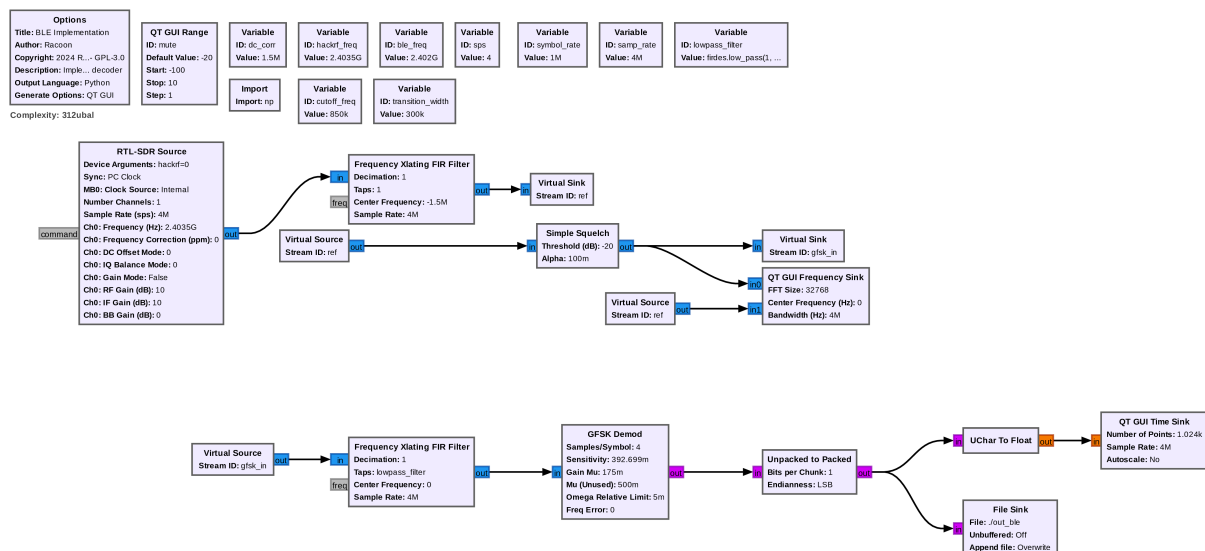 Options
Title: BLE Implementation
Author: Racoon
Copyright: 2024 R...- GPL-3.0
Description: Imple... decoder
Output Language: Python
Generate Options: QT GUI
Complexity: 312ubal
QT GUI Range
ID: mute
Default Value: -20
Start: -100
Stop: 10
Step: 1
Variable
ID: dc_corr
Value: 1.5M
Variable
ID: hackrf_freq
Value: 2.4035G
Variable
ID: ble_freq
Value: 2.402G
Variable
ID: sps
Value: 4
Variable
ID: symbol_rate
Value: 1M
Variable
ID: samp_rate
Value: 4M
Variable
ID: lowpass_filter
Value: firdes.low_pass(1, ...
Import
Import: np
Variable
ID: cutoff_freq
Value: 850k
Variable
ID: transition_width
Value: 300k
RTL-SDR Source
Device Arguments: hackrf=0
Sync: PC Clock
MB0: Clock Source: Internal
Number Channels: 1
Sample Rate (sps): 4M
Ch0: Frequency (Hz): 2.4035G
Ch0: Frequency Correction (ppm): 0
Ch0: DC Offset Mode: 0
Ch0: IQ Balance Mode: 0
Ch0: Gain Mode: False
Ch0: RF Gain (dB): 10
Ch0: IF Gain (dB): 10
Ch0: BB Gain (dB): 0
command
out
in
freq
Frequency Xlating FIR Filter
Decimation: 1
Taps: 1
Center Frequency: -1.5M
Sample Rate: 4M
out
in
Virtual Sink
Stream ID: ref
Virtual Source
Stream ID: ref
out
in
Simple Squelch
Threshold (dB): -20
Alpha: 100m
out
in
Virtual Sink
Stream ID: gfsk_in
Virtual Source
Stream ID: ref
out
in0
in1
QT GUI Frequency Sink
FFT Size: 32768
Center Frequency (Hz): 0
Bandwidth (Hz): 4M
Virtual Source
Stream ID: gfsk_in
out
in
freq
Frequency Xlating FIR Filter
Decimation: 1
Taps: lowpass_filter
Center Frequency: 0
Sample Rate: 4M
out
in
GFSK Demod
Samples/Symbol: 4
Sensitivity: 392.699m
Gain Mu: 175m
Mu (Unused): 500m
Omega Relative Limit: 5m
Freq Error: 0
out
in
Unpacked to Packed
Bits per Chunk: 1
Endianness: LSB
out
in
UChar To Float
out
in
QT GUI Time Sink
Number of Points: 1.024k
Sample Rate: 4M
Autoscale: No
in
File Sink
File: ./out_ble
Unbuffered: Off
Append file: Overwrite